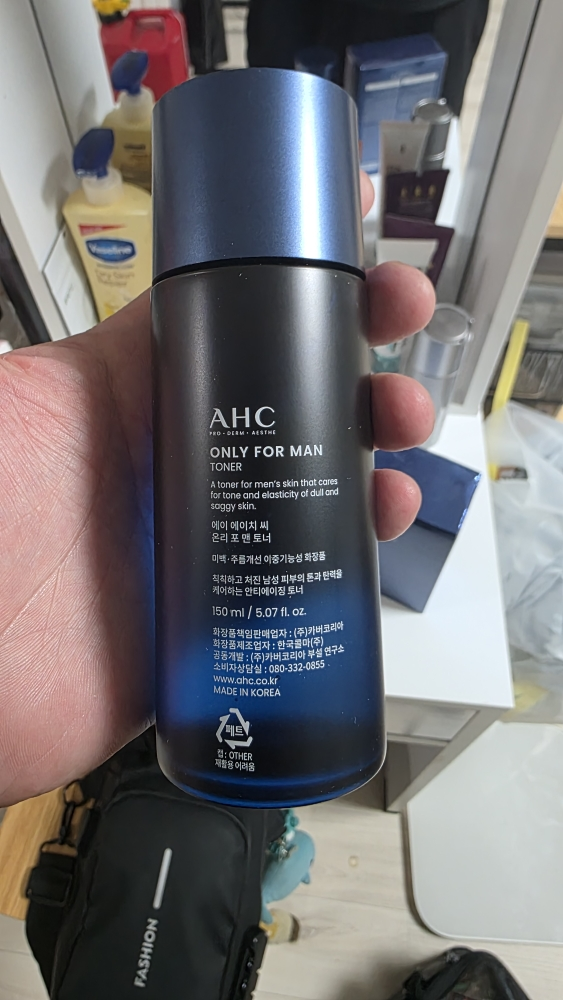 AHC
PRO · DERM · AESTHE
ONLY FOR MAN
TONER
A toner for men's skin that cares
for tone and elasticity of dull and
saggy skin.
에이 에이치 씨
온리 포 맨 토너
미백·주름개선 이중기능성 화장품
칙칙하고 처진 남성 피부의 톤과 탄력을
케어하는 안티에이징 토너
150 ml / 5.07 fl. oz.
화장품책임판매업자 : (주)카버코리아
화장품제조업자 : 한국콜마(주)
공동개발 : (주)카버코리아 부설 연구소
소비자상담실 : 080-332-0855
www.ahc.co.kr
MADE IN KOREA
페트
캡 : OTHER
재활용 어려움
Vaseline
FASHION